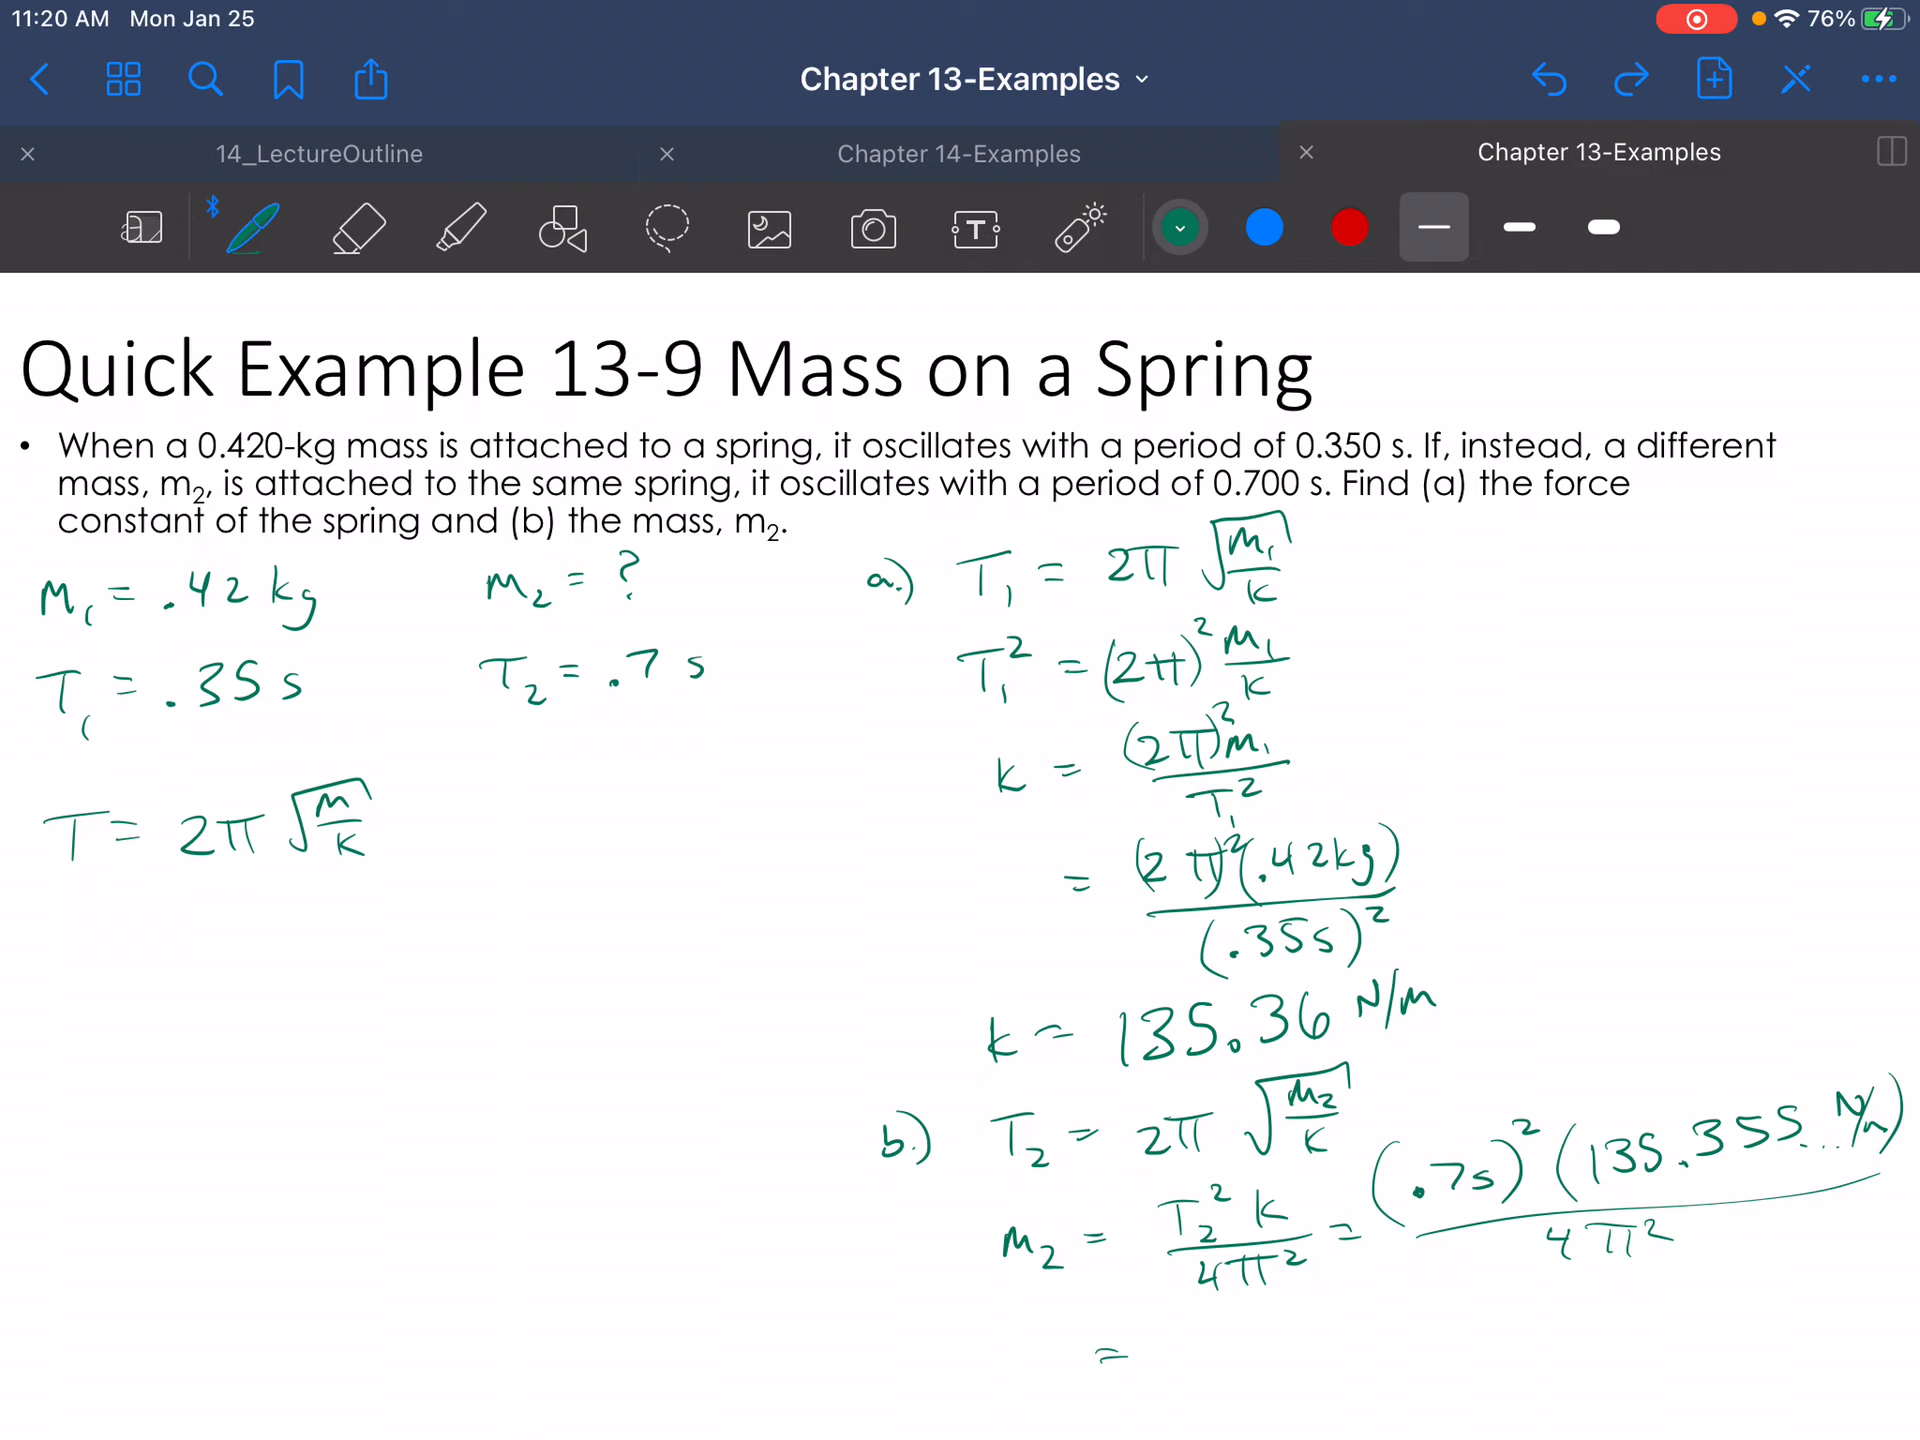 11:20 AM Mon Jan 25
76%
Chapter 13-Examples
14_LectureOutline
Chapter 14-Examples
Chapter 13-Examples
Quick Example 13-9 Mass on a Spring
• When a 0.420-kg mass is attached to a spring, it oscillates with a period of 0.350 s. If, instead, a different
mass, m₂, is attached to the same spring, it oscillates with a period of 0.700 s. Find (a) the force
constant of the spring and (b) the mass, m₂.
m₁ = .42 kg
T₁ = .35 s
m₂ = ?
T₂ = .7 s
T = 2π √(m/k)
a.) T₁ = 2π √(m₁/k)
T₁² = (2π)² m₁/k
k = (2π)² m₁ / T₁²
= (2π)² (.42kg) / (.35s)²
k = 135.36 N/m
b.) T₂ = 2π √(m₂/k)
m₂ = T₂² k / 4π² = (.7s)² (135.355... N/m) / 4π²
=